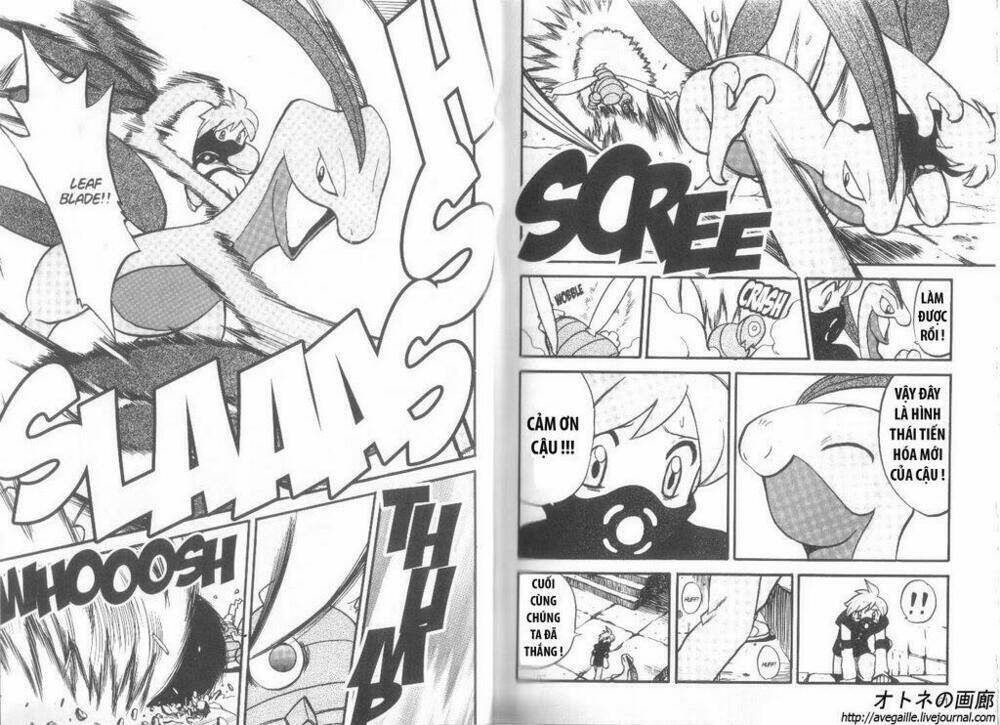 LEAF
BLADE!!
SLAAASHSH
WHOOOSH
THUMP
SCREE
WOBBLE
CRASH
LÀM
ĐƯỢC
RỒI !
CẢM ƠN
CẬU !!!
VẬY ĐÂY
LÀ HÌNH
THÁI TIẾN
HÓA MỚI
CỦA CẬU !
CUỐI
CÙNG
CHÚNG
TA ĐÃ
THẮNG !
HUFF!
HUFF!
!!
オトネの画廊
http://avegaille.livejournal.com